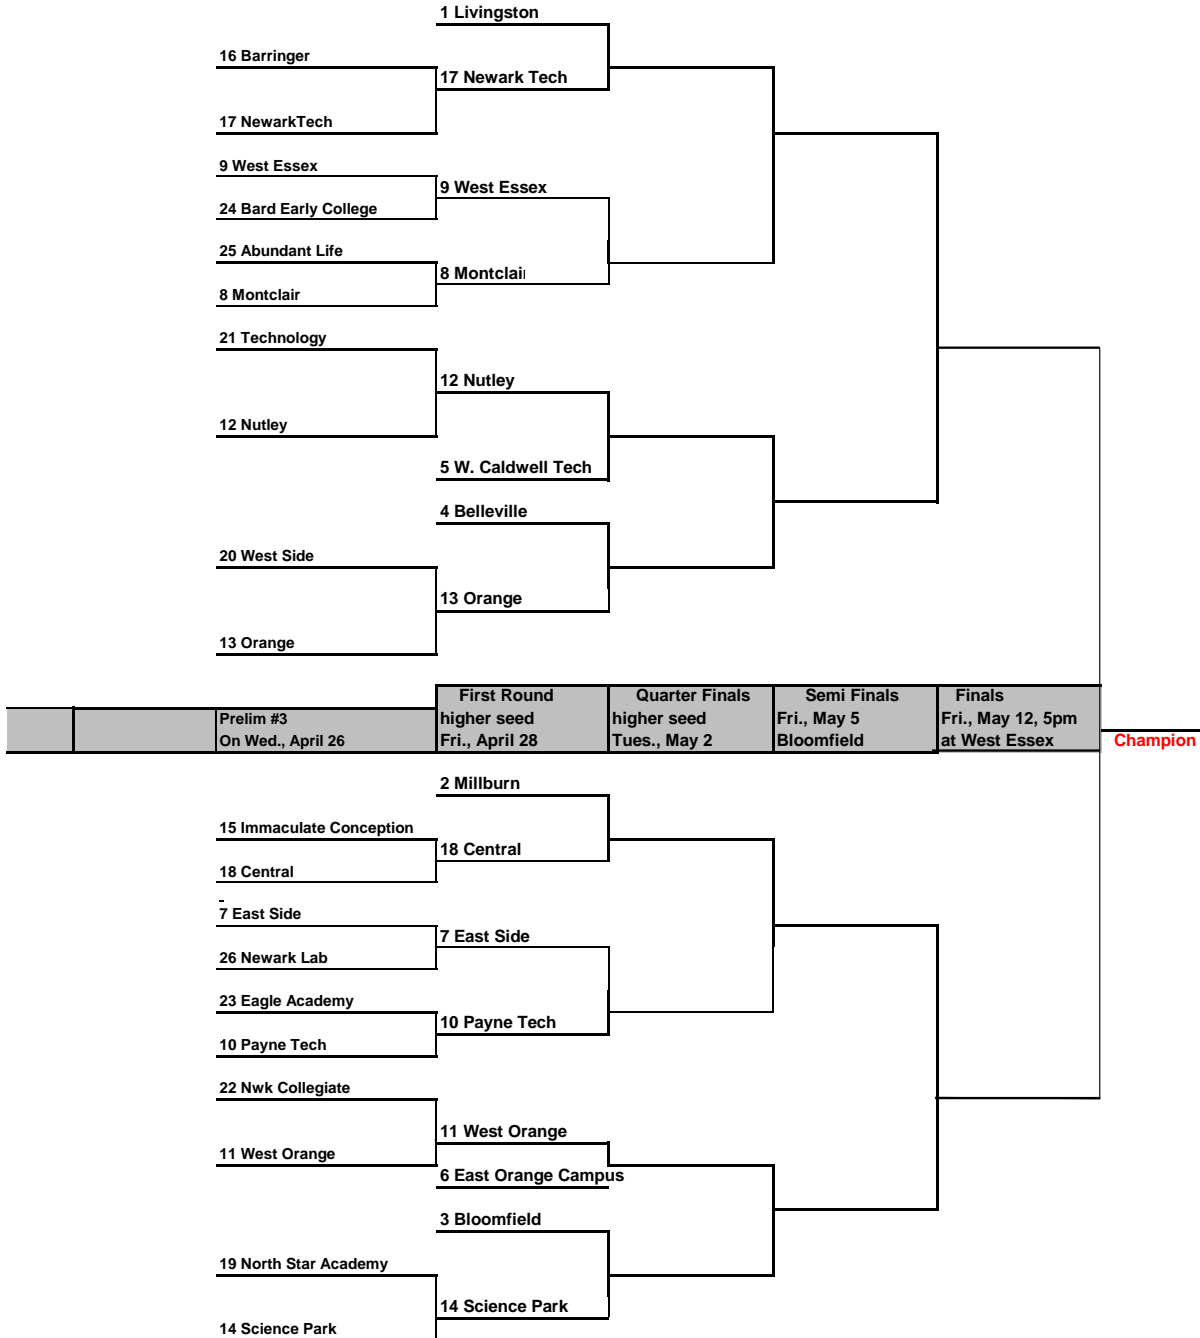 1 Livingston
16 Barringer
17 Newark Tech
17 NewarkTech
9 West Essex
9 West Essex
24 Bard Early College
25 Abundant Life
8 Montclai
8 Montclair
21 Technology
12 Nutley
12 Nutley
5 W. Caldwell Tech
4 Belleville
20 West Side
13 Orange
13 Orange
First Round Quarter Finals Semi Finals Finals
Prelim #3 higher seed higher seed Fri., May 5 Fri., May 12, 5pm
On Wed., April 26 Fri., April 28 Tues., May 2 Bloomfield at West Essex Champion
2 Millburn
15 Immaculate Conception
18 Central
18 Central
7 East Side
7 East Side
26 Newark Lab
23 Eagle Academy
10 Payne Tech
10 Payne Tech
22 Nwk Collegiate
11 West Orange
11 West Orange
6 East Orange Campus
3 Bloomfield
19 North Star Academy
14 Science Park
14 Science Park